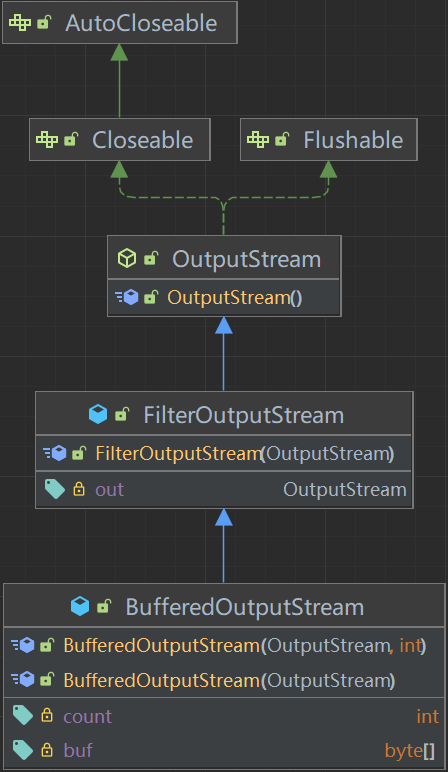 AutoCloseable
Closeable
Flushable
OutputStream
OutputStream()
FilterOutputStream
FilterOutputStream(OutputStream)
out OutputStream
BufferedOutputStream
BufferedOutputStream(OutputStream, int)
BufferedOutputStream(OutputStream)
count int
buf byte[]